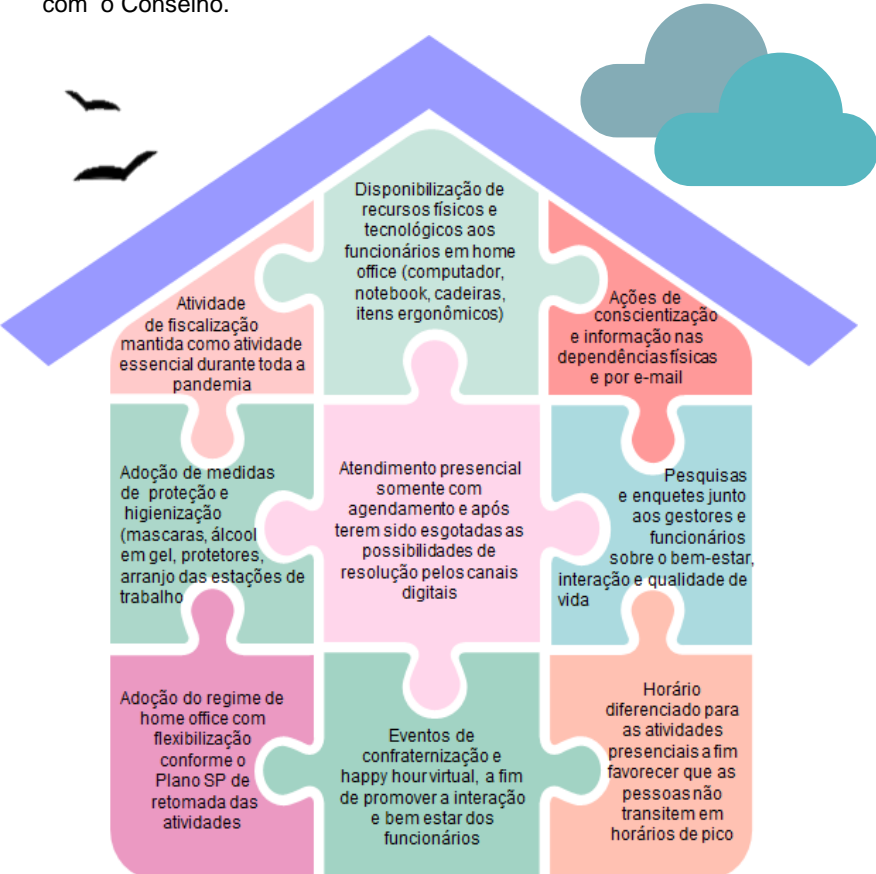 com o Conselho.
Disponibilização de
recursos físicos e
tecnológicos aos
funcionários em home
office (computador,
notebook, cadeiras,
itens ergonômicos)
Atividade
de fiscalização
mantida como atividade
essencial durante toda a
pandemia
Ações de
conscientização
e informação nas
dependências físicas
e por e-mail
Adoção de medidas
de proteção e
higienização
(mascaras, álcool
em gel, protetores,
arranjo das estações de
trabalho
Atendimento presencial
somente com
agendamento e após
terem sido esgotadas as
possibilidades de
resolução pelos canais
digitais
Pesquisas
e enquetes junto
aos gestores e
funcionários
sobre o bem-estar,
interação e qualidade de
vida
Adoção do regime de
home office com
flexibilização
conforme o
Plano SP de
retomada das
atividades
Eventos de
confraternização e
happy hour virtual, a fim
de promover a interação
e bem estar dos
funcionários
Horário
diferenciado para
as atividades
presenciais a fim
favorecer que as
pessoas não
transitem em
horários de pico